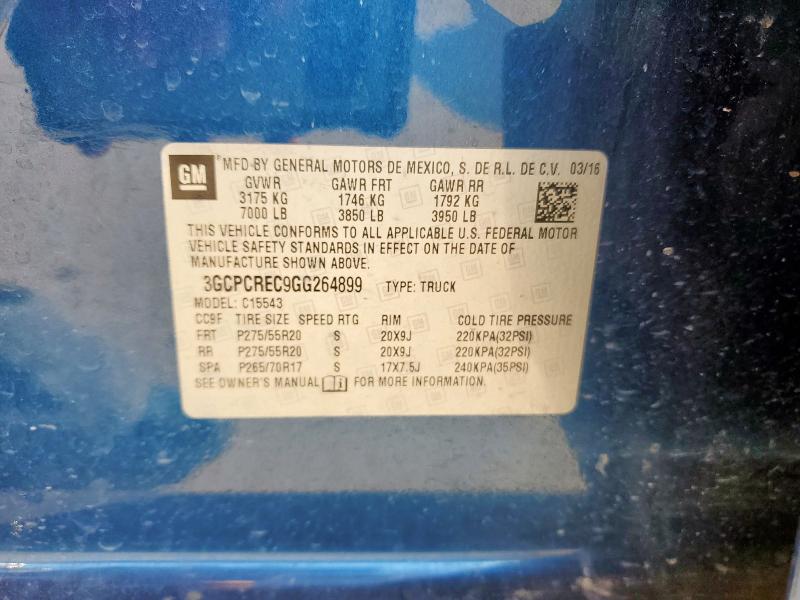 GM ® MFD BY GENERAL MOTORS DE MEXICO, S. DE R.L. DE C.V. 03/16
GVWR GAWR FRT GAWR RR
3175 KG 1746 KG 1792 KG
7000 LB 3850 LB 3950 LB
THIS VEHICLE CONFORMS TO ALL APPLICABLE U.S. FEDERAL MOTOR
VEHICLE SAFETY STANDARDS IN EFFECT ON THE DATE OF
MANUFACTURE SHOWN ABOVE.
3GCPCREC9GG264899 TYPE: TRUCK
MODEL: C15543
CC9F TIRE SIZE SPEED RTG RIM COLD TIRE PRESSURE
FRT P275/55R20 S 20X9J 220KPA(32PSI)
RR P275/55R20 S 20X9J 220KPA(32PSI)
SPA P265/70R17 S 17X7.5J 240KPA(35PSI)
SEE OWNER'S MANUAL FOR MORE INFORMATION.